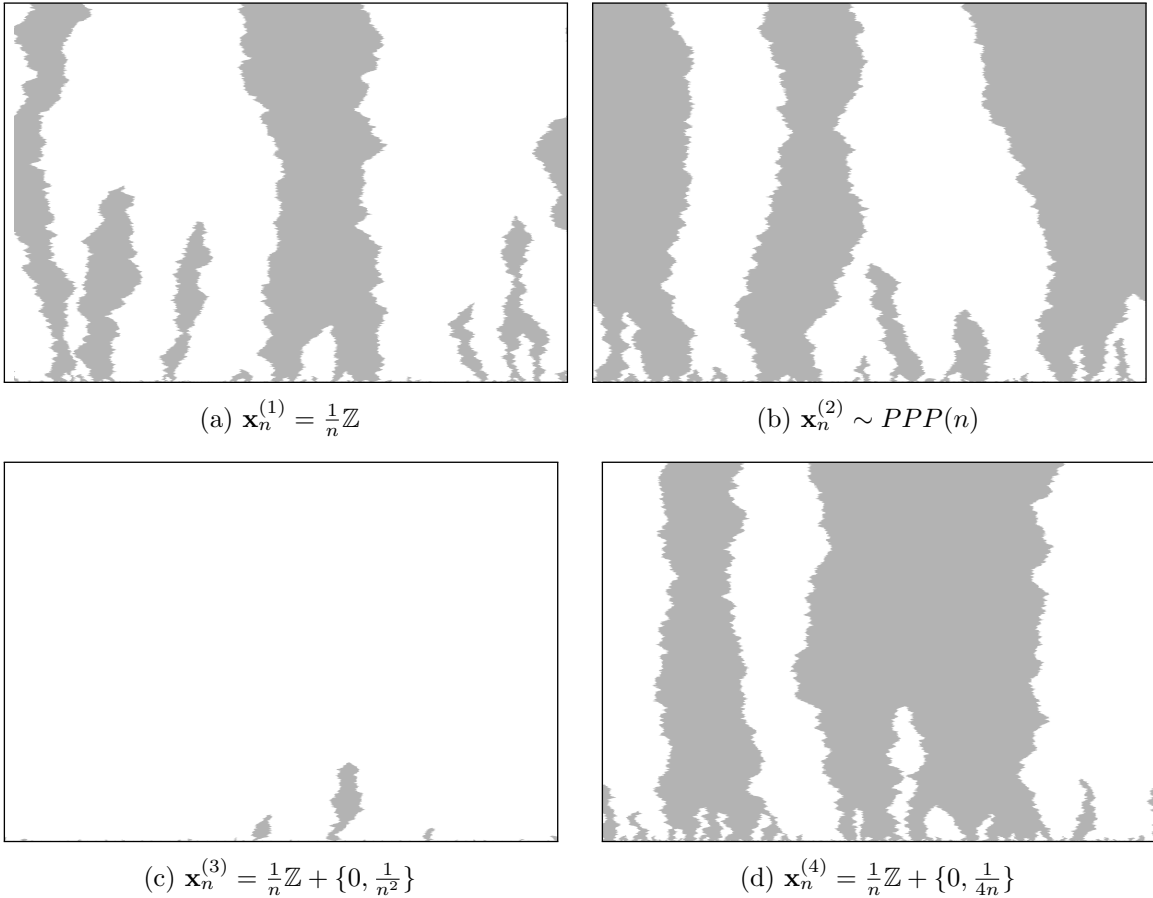 (a) $\mathbf{x}_n^{(1)} = \frac{1}{n}\mathbb{Z}$
(b) $\mathbf{x}_n^{(2)} \sim PPP(n)$
(c) $\mathbf{x}_n^{(3)} = \frac{1}{n}\mathbb{Z} + \{0, \frac{1}{n^2}\}$
(d) $\mathbf{x}_n^{(4)} = \frac{1}{n}\mathbb{Z} + \{0, \frac{1}{4n}\}$